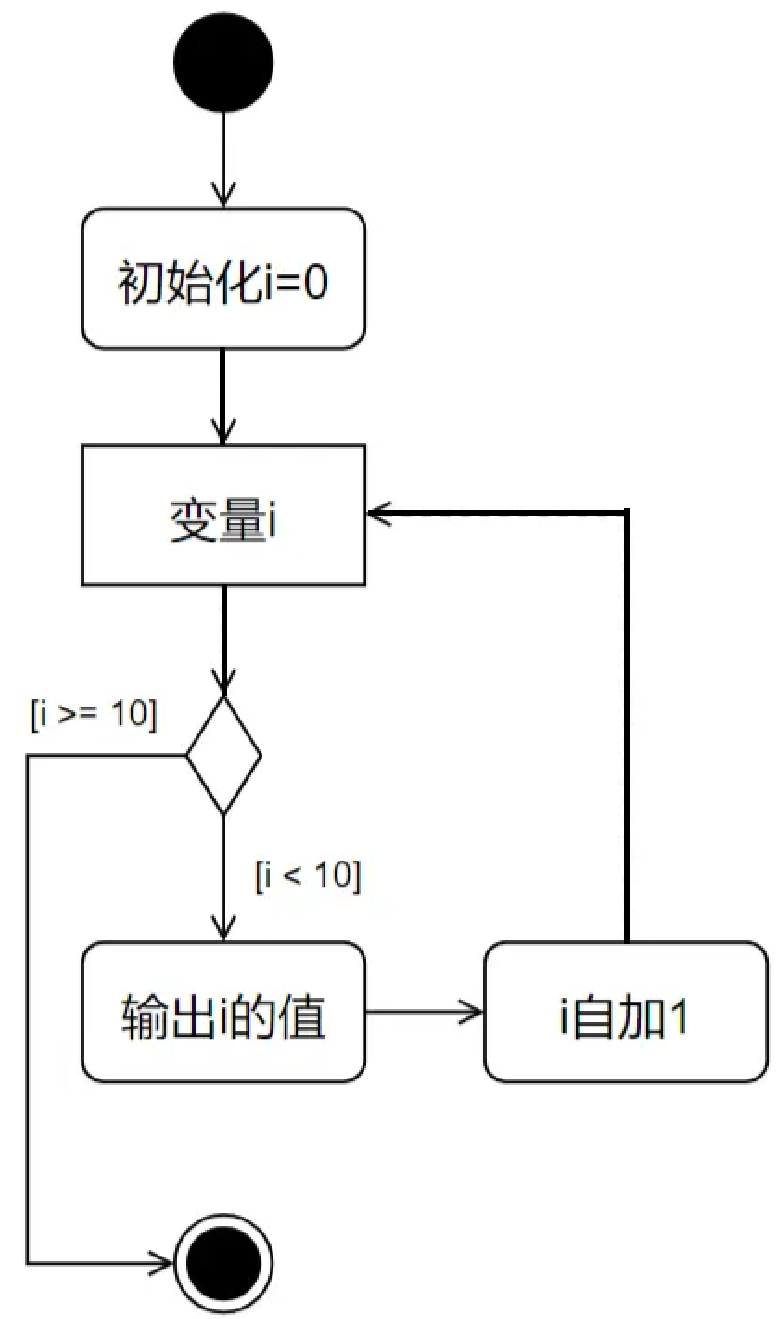 初始化i=0
变量i
[i >= 10]
[i < 10]
输出i的值
i自加1